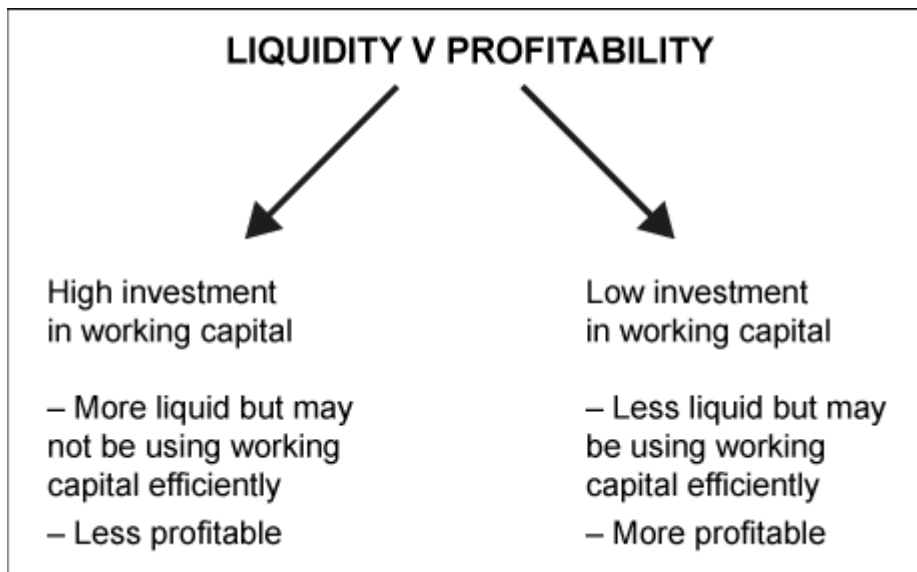 LIQUIDITY V PROFITABILITY
High investment
in working capital
– More liquid but may
not be using working
capital efficiently
– Less profitable
Low investment
in working capital
– Less liquid but may
be using working
capital efficiently
– More profitable